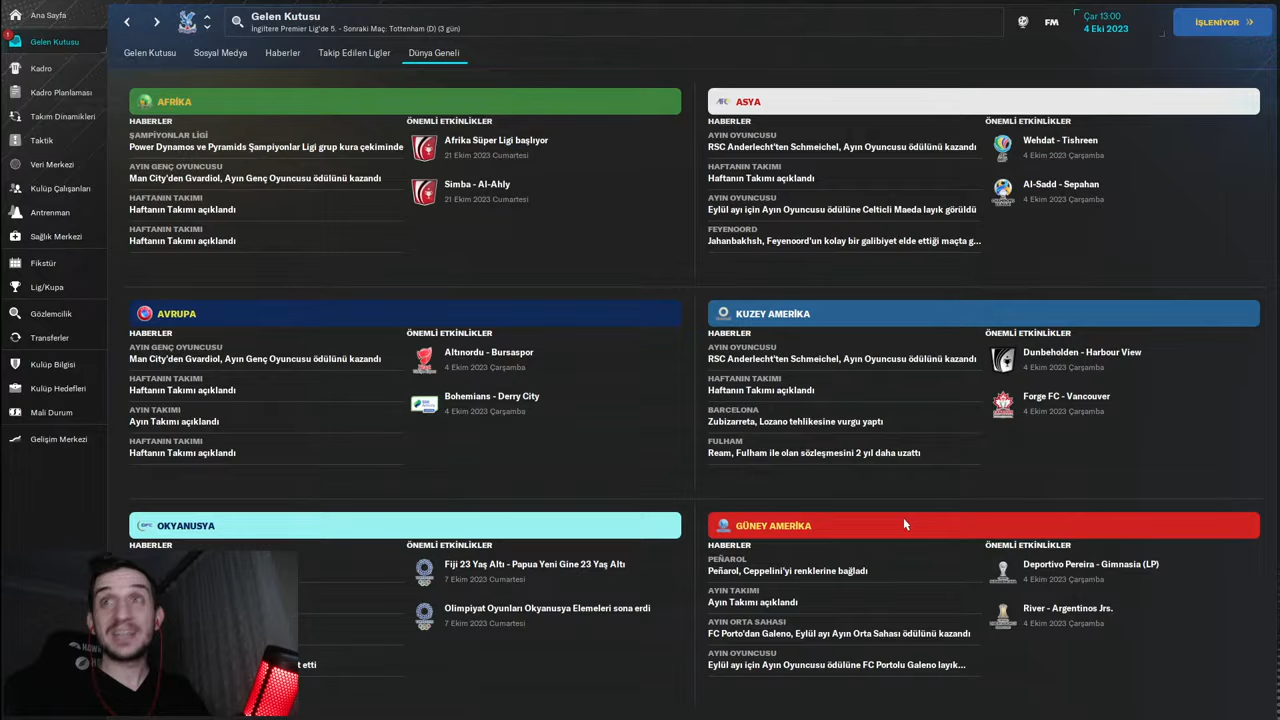 Ana Sayfa
1
Gelen Kutusu
Kadro
Kadro Planlaması
Takım Dinamikleri
Taktik
Veri Merkezi
Kulüp Çalışanları
Antrenman
Sağlık Merkezi
Fikstür
Lig/Kupa
Gözlemcilik
Transferler
Kulüp Bilgisi
Kulüp Hedefleri
Mali Durum
Gelişim Merkezi
Gelen Kutusu
İngiltere Premier Lig'de 5. - Sonraki Maç: Tottenham (D) (3 gün)
FM
Çar 13:00
4 Eki 2023
İŞLENİYOR
Gelen Kutusu
Sosyal Medya
Haberler
Takip Edilen Ligler
Dünya Geneli
AFRİKA
HABERLER
ŞAMPİYONLAR LİGİ
Power Dynamos ve Pyramids Şampiyonlar Ligi grup kura çekiminde
AYIN GENÇ OYUNCUSU
Man City'den Gvardiol, Ayın Genç Oyuncusu ödülünü kazandı
HAFTANIN TAKIMI
Haftanın Takımı açıklandı
HAFTANIN TAKIMI
Haftanın Takımı açıklandı
ÖNEMLİ ETKİNLİKLER
Afrika Süper Ligi başlıyor
21 Ekim 2023 Cumartesi
Simba - Al-Ahly
21 Ekim 2023 Cumartesi
ASYA
HABERLER
AYIN OYUNCUSU
RSC Anderlecht'ten Schmeichel, Ayın Oyuncusu ödülünü kazandı
HAFTANIN TAKIMI
Haftanın Takımı açıklandı
AYIN OYUNCUSU
Eylül ayı için Ayın Oyuncusu ödülüne Celticli Maeda layık görüldü
FEYENOORD
Jahanbakhsh, Feyenoord'un kolay bir galibiyet elde ettiği maçta g...
ÖNEMLİ ETKİNLİKLER
Wehdat - Tishreen
4 Ekim 2023 Çarşamba
Al-Sadd - Sepahan
4 Ekim 2023 Çarşamba
AVRUPA
HABERLER
AYIN GENÇ OYUNCUSU
Man City'den Gvardiol, Ayın Genç Oyuncusu ödülünü kazandı
HAFTANIN TAKIMI
Haftanın Takımı açıklandı
AYIN TAKIMI
Ayın Takımı açıklandı
HAFTANIN TAKIMI
Haftanın Takımı açıklandı
ÖNEMLİ ETKİNLİKLER
Altınordu - Bursaspor
4 Ekim 2023 Çarşamba
Bohemians - Derry City
4 Ekim 2023 Çarşamba
KUZEY AMERİKA
HABERLER
AYIN OYUNCUSU
RSC Anderlecht'ten Schmeichel, Ayın Oyuncusu ödülünü kazandı
HAFTANIN TAKIMI
Haftanın Takımı açıklandı
BARCELONA
Zubizarreta, Lozano tehlikesine vurgu yaptı
FULHAM
Ream, Fulham ile olan sözleşmesini 2 yıl daha uzattı
ÖNEMLİ ETKİNLİKLER
Dunbeholden - Harbour View
4 Ekim 2023 Çarşamba
Forge FC - Vancouver
4 Ekim 2023 Çarşamba
OKYANUSYA
HABERLER
t etti
ÖNEMLİ ETKİNLİKLER
Fiji 23 Yaş Altı - Papua Yeni Gine 23 Yaş Altı
7 Ekim 2023 Cumartesi
Olimpiyat Oyunları Okyanusya Elemeleri sona erdi
7 Ekim 2023 Cumartesi
GÜNEY AMERİKA
HABERLER
PEÑAROL
Peñarol, Ceppelini'yi renklerine bağladı
AYIN TAKIMI
Ayın Takımı açıklandı
AYIN ORTA SAHASI
FC Porto'dan Galeno, Eylül ayı Ayın Orta Sahası ödülünü kazandı
AYIN OYUNCUSU
Eylül ayı için Ayın Oyuncusu ödülüne FC Portolu Galeno layık...
ÖNEMLİ ETKİNLİKLER
Deportivo Pereira - Gimnasia (LP)
4 Ekim 2023 Çarşamba
River - Argentinos Jrs.
4 Ekim 2023 Çarşamba